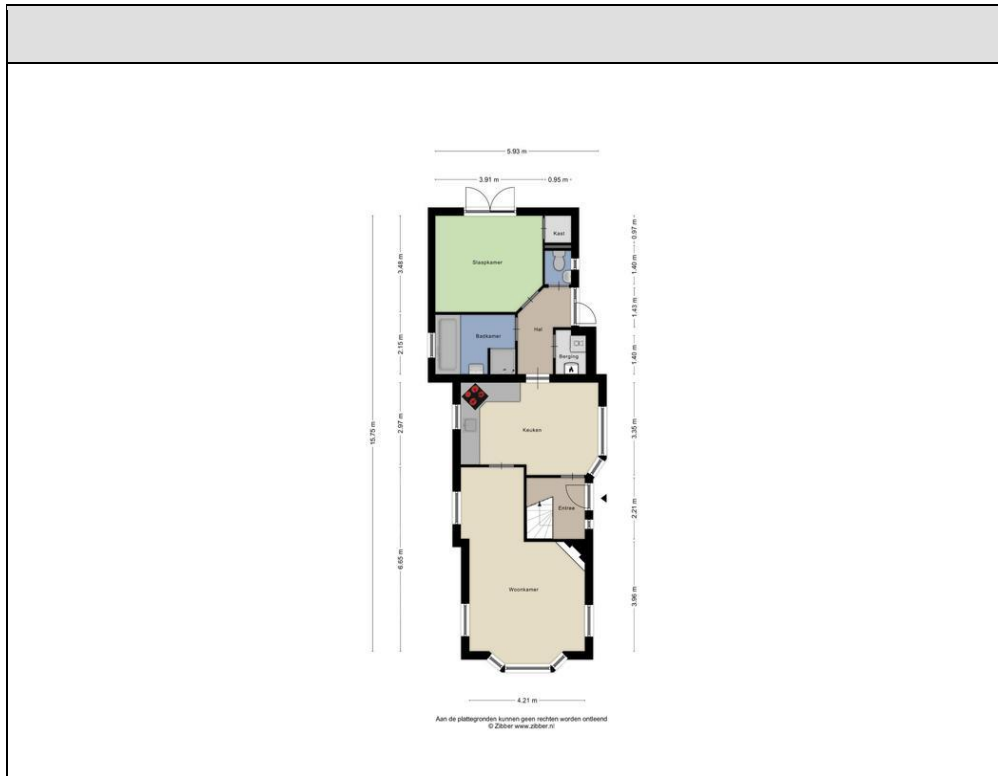 5.93 m
3.91 m
0.95 m
Kast
0.97 m
Slaapkamer
3.48 m
1.40 m
1.43 m
Hal
Badkamer
2.15 m
Berging
1.40 m
15.75 m
2.97 m
Keuken
3.35 m
Entree
2.21 m
6.65 m
Woonkamer
3.96 m
4.21 m
Aan de plattegronden kunnen geen rechten worden ontleend
© Zibber www.zibber.nl